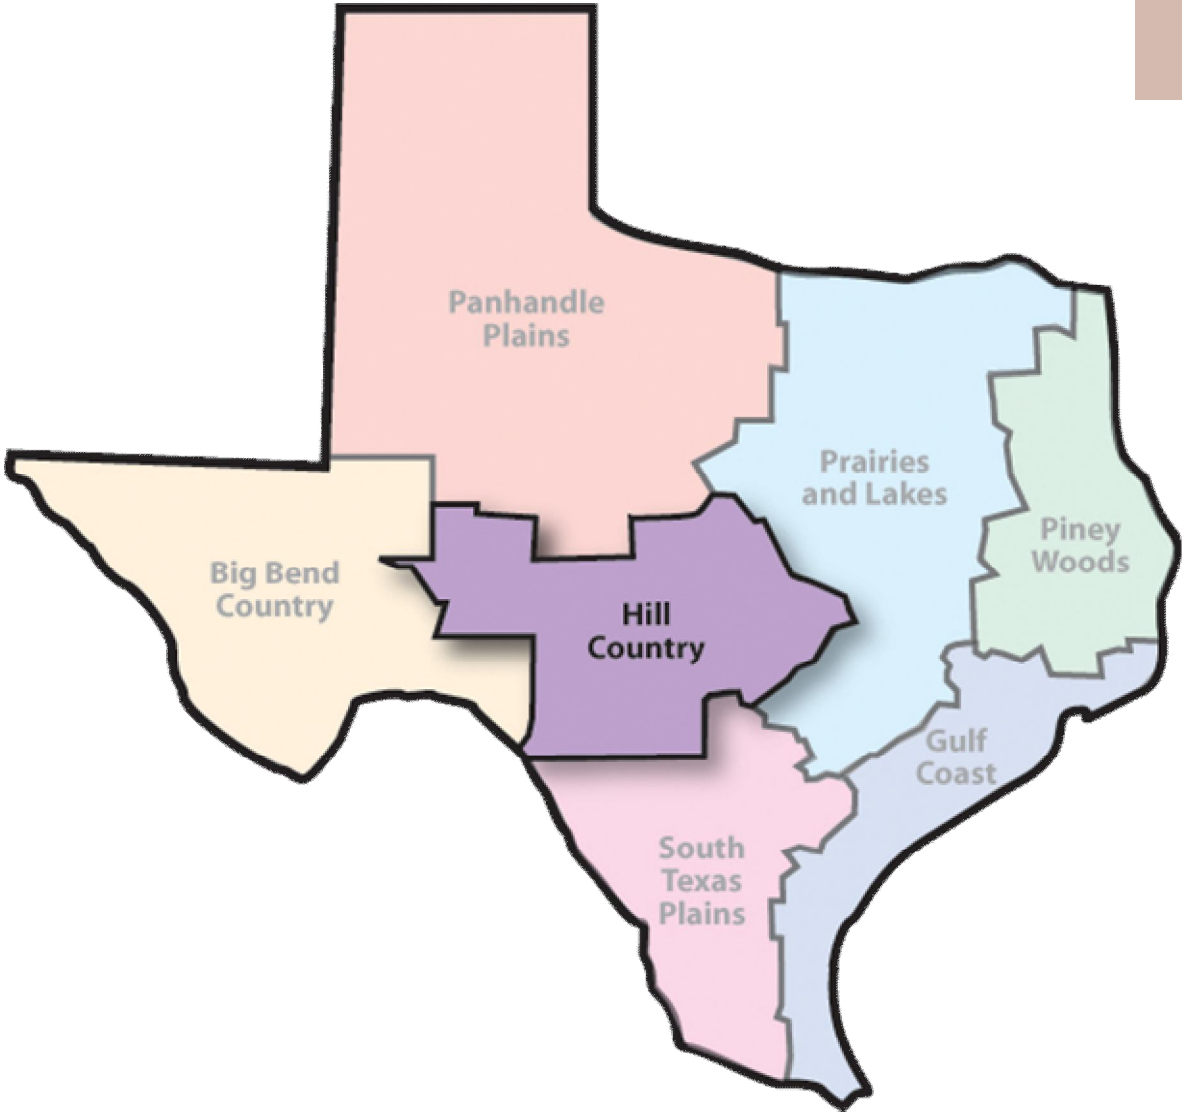 Panhandle
Plains
Prairies
and Lakes
Piney
Woods
Big Bend
Country
Hill
Country
Gulf
Coast
South
Texas
Plains